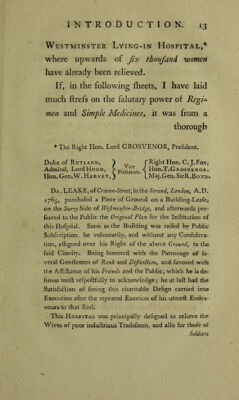 INTRODUCTION. 13
WESTMINSTER LYING-IN HOSPITAL,*
where upwards of ſix thouſand women
have already been relieved.
If, in the following ſheets, I have laid
much ſtreſs on the ſalutary power of Regi-
men and Simple Medicines, it was from a
thorough
* The Right Hon. Lord GROSVENOR, Preſident.
Duke of RUTLAND, } Vice Preſidents. { Right Hon. C. J. FOX,
Admiral, Lord HOOD, } { Hon. T. GROSVENOR.
Hon. Gen. W. HARVEY, } { Maj. Gen. Sir R. BOYD.
DR. LEAKE, of Craven-Street, in the Strand, London, A.D.
1765, purchaſed a Piece of Ground on a Building-Leaſe,
on the Surry Side of Weſtminſter-Bridge, and afterwards pre-
ſented to the Public the Original Plan for the Inſtitution of
this Hoſpital. Soon as the Building was raiſed by Public
Subſcription. he voluntarily, and without any Conſidera-
tion, aſſigned over his Right of the above Ground, to the
ſaid Charity. Being honored with the Patronage of ſe-
veral Gentlemen of Rank and Diſtinction, and favored with
the Aſſiſtance of his Friends and the Public, which he is de-
ſirous moſt reſpectfully to acknowledge; he at laſt had the
Satisfaction of ſeeing this charitable Deſign carried into
Execution after the repeated Exertion of his utmoſt Endea-
vours to that End.
This HOSPITAL was principally deſigned to relieve the
Wives of poor induſtrious Tradeſmen, and alſo for thoſe of
Soldiers